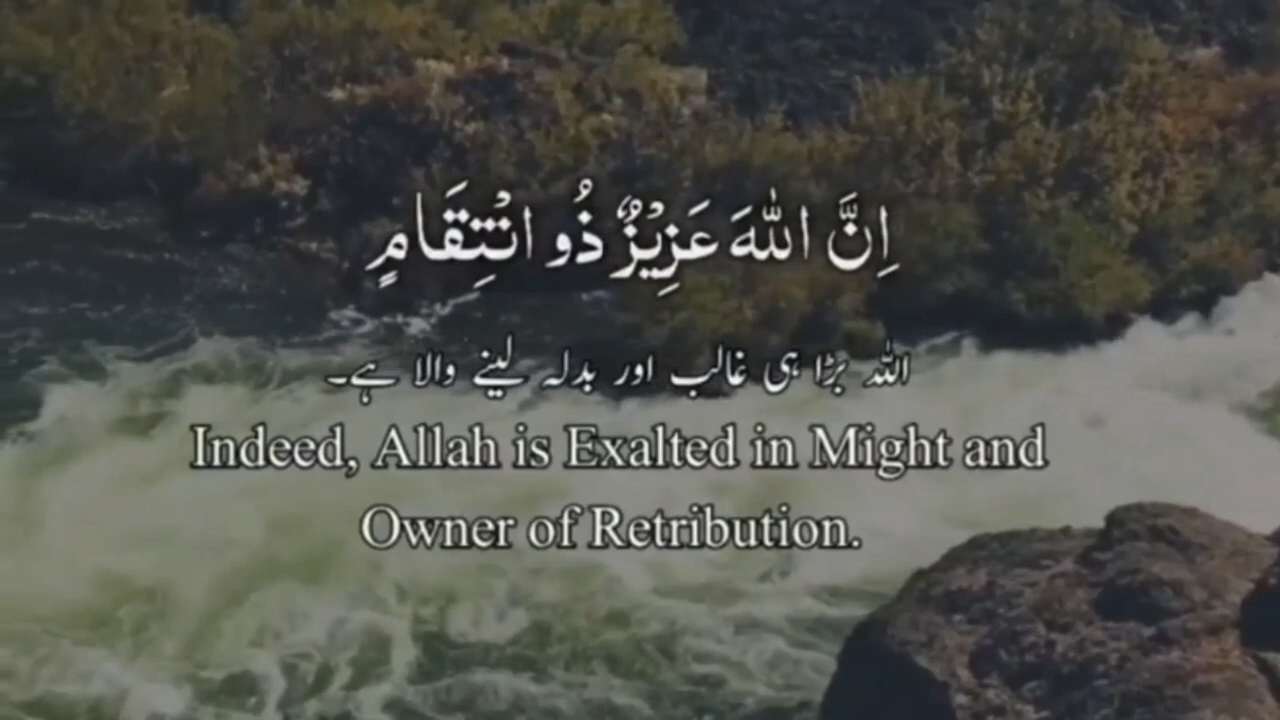 اِنَّ اللّٰهَ عَزِيْزٌ ذُو انْتِقَامٍ
اللہ بڑا ہی غالب اور بدلہ لینے والا ہے۔
Indeed, Allah is Exalted in Might and
Owner of Retribution.